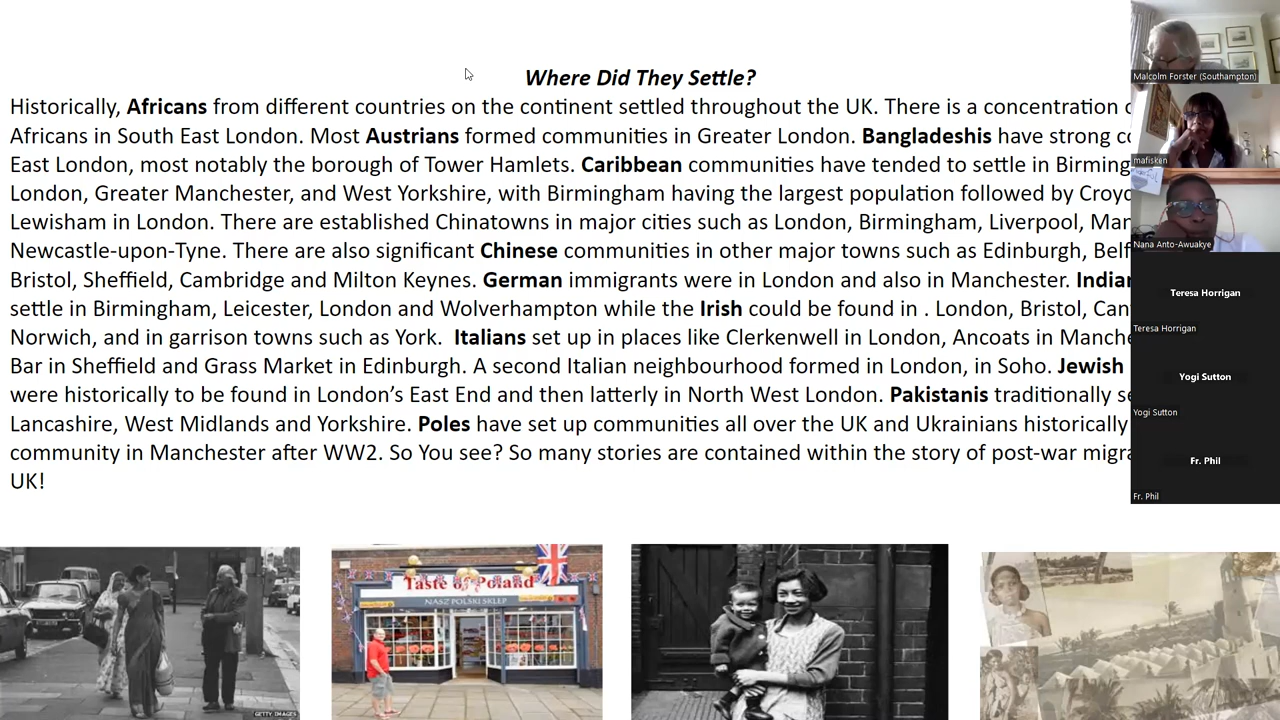 Where Did They Settle?
Historically, Africans from different countries on the continent settled throughout the UK. There is a concentration
Africans in South East London. Most Austrians formed communities in Greater London. Bangladeshis have strong
East London, most notably the borough of Tower Hamlets. Caribbean communities have tended to settle in
London, Greater Manchester, and West Yorkshire, with Birmingham having the largest population followed by
Lewisham in London. There are established Chinatowns in major cities such as London, Birmingham, Liverpool,
Newcastle-upon-Tyne. There are also significant Chinese communities in other major towns such as Edinburgh,
Bristol, Sheffield, Cambridge and Milton Keynes. German immigrants were in London and also in Manchester.
settle in Birmingham, Leicester, London and Wolverhampton while the Irish could be found in . London, Bristol,
Norwich, and in garrison towns such as York. Italians set up in places like Clerkenwell in London, Ancoats in
Bar in Sheffield and Grass Market in Edinburgh. A second Italian neighbourhood formed in London, in Soho. Jewish
were historically to be found in London's East End and then latterly in North West London. Pakistanis traditionally
Lancashire, West Midlands and Yorkshire. Poles have set up communities all over the UK and Ukrainians historically
community in Manchester after WW2. So You see? So many stories are contained within the story of post-war
UK!
Malcolm Forster (Southampton)
mafisken
Nana Anto-Awuakye
Teresa Horrigan
Teresa Horrigan
Yogi Sutton
Yogi Sutton
Fr. Phil
Fr. Phil
GETTY IMAGES
Taste of Poland
NASZ POLSKI SKLEP